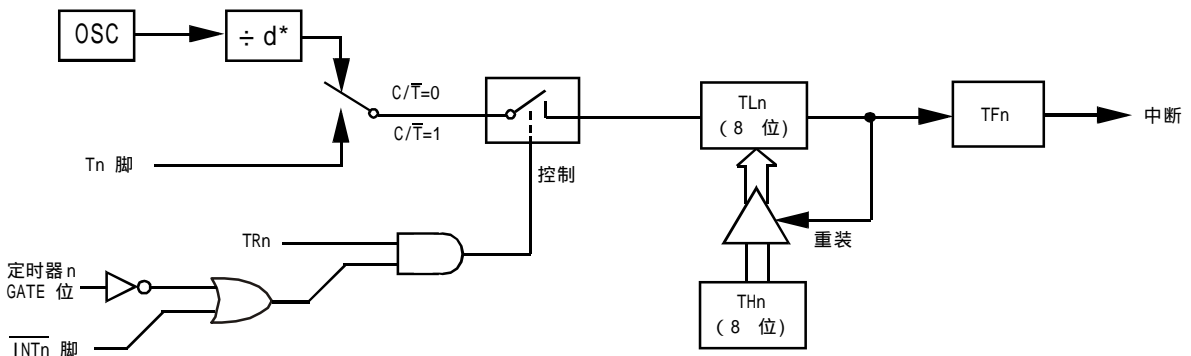 OSC
÷ d*
C/T̅=0
C/T̅=1
Tn 脚
控制
TLn
(8 位)
TFn
中断
重装
TRn
定时器n
GATE 位
I̅N̅T̅n̅ 脚
THn
(8 位)